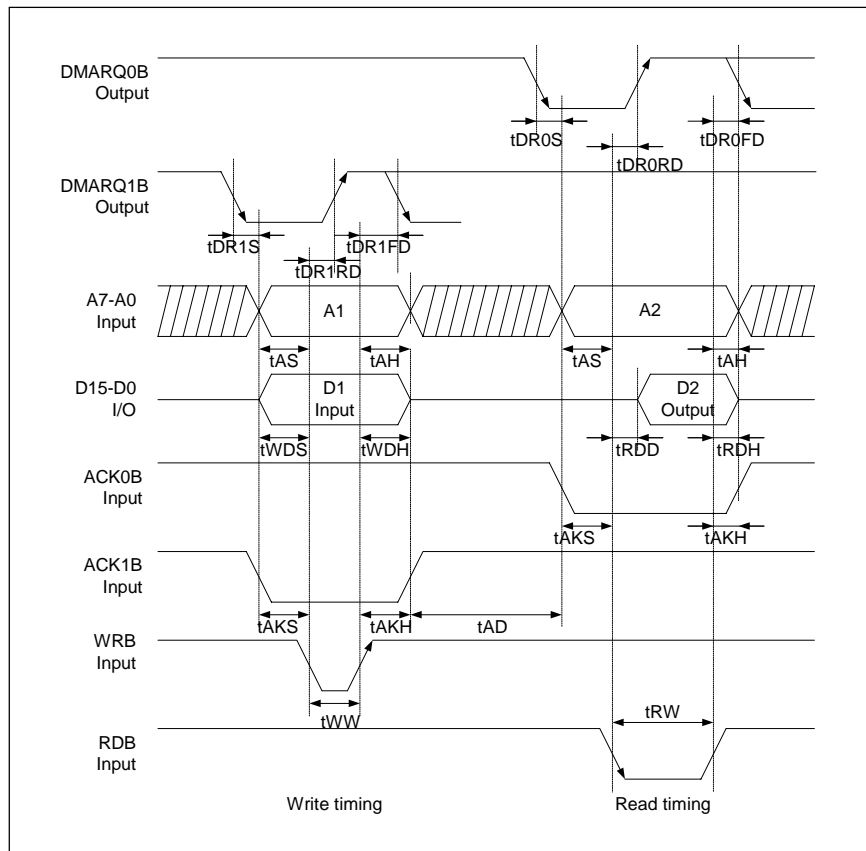 DMARQ0B
Output
tDR0S
tDR0FD
tDR0RD
DMARQ1B
Output
tDR1S
tDR1FD
tDR1RD
A7-A0
Input
A1
A2
tAS
tAH
tAS
tAH
D15-D0
I/O
D1
Input
D2
Output
tWDS
tWDH
tRDD
tRDH
ACK0B
Input
tAKS
tAKH
ACK1B
Input
tAKS
tAKH
tAD
WRB
Input
tWW
tRW
RDB
Input
Write timing
Read timing